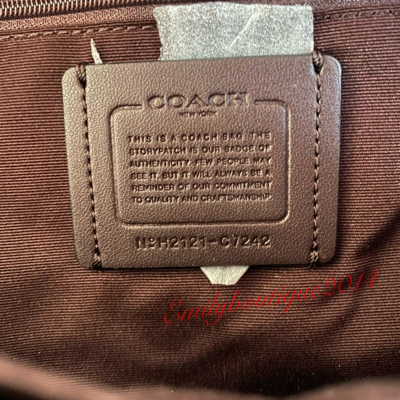 COACH
NEW YORK
THIS IS A COACH BAG. THE
STORYPATCH IS OUR BADGE OF
AUTHENTICITY. FEW PEOPLE MAY
SEE IT, BUT IT WILL ALWAYS BE A
REMINDER OF OUR COMMITMENT
TO QUALITY AND CRAFTSMANSHIP.
NºH2121-C7242
Emilyboutique2014